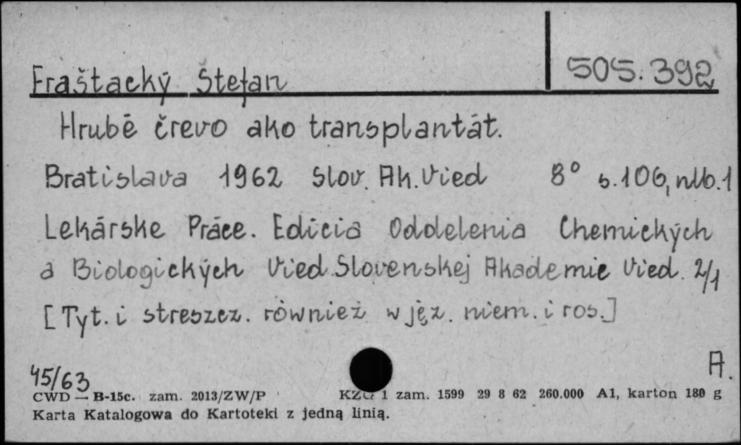 Fraštacký Štefan 505.392
Hrubé črevo ako transplantát.
Bratislava 1962 Slov. Ak. Vied 8° s. 106, nlb. 1
Lekárske Práce. Edícia Oddelenia Chemických
a Biologických Vied Slovenskej Akademie Vied. 2/1
[Tyt. i streszcz. również w jęz. niem. i ros.]
A.
45/63
CWD — B-15c. zam. 2013/ZW/P KZG 1 zam. 1599 29 8 62 260.000 A1, karton 180 g
Karta Katalogowa do Kartoteki z jedną linią.